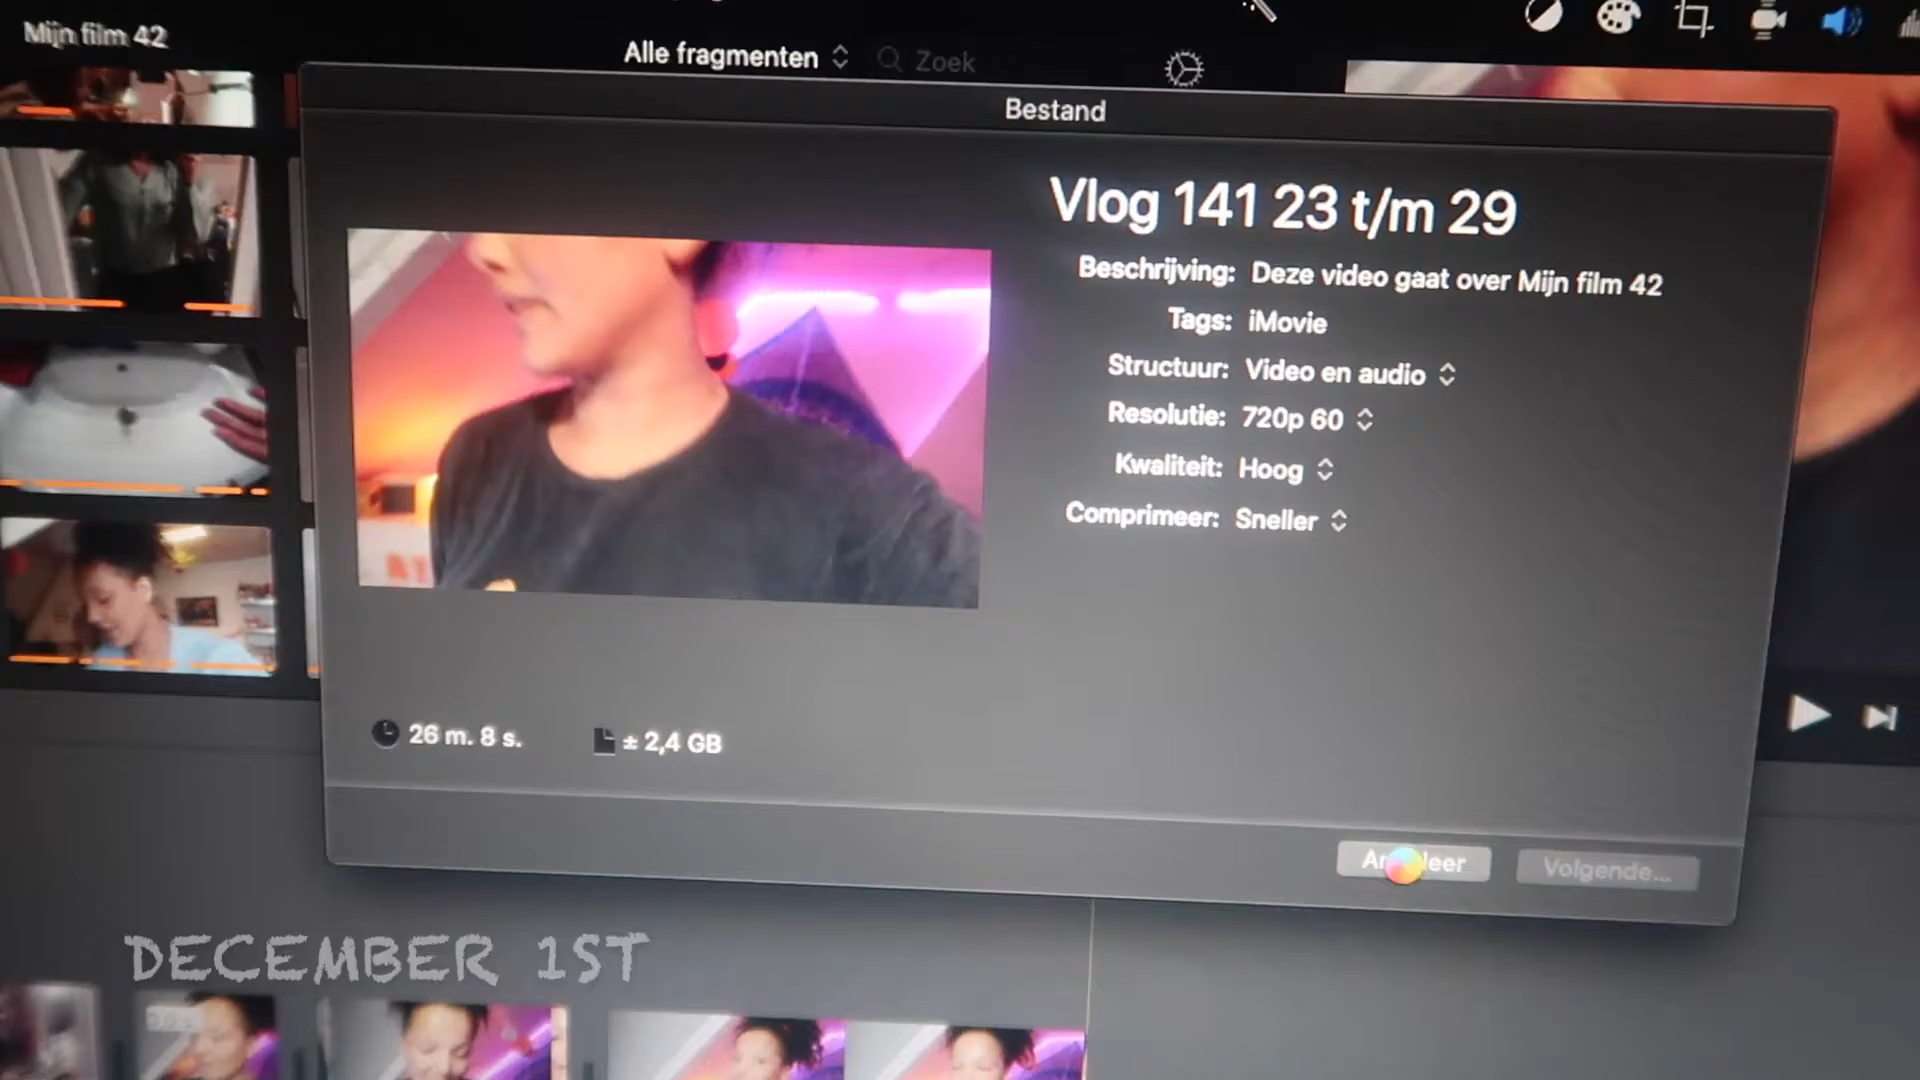 Mijn film 42
Alle fragmenten
Zoek
Bestand
Vlog 141 23 t/m 29
Beschrijving: Deze video gaat over Mijn film 42
Tags: iMovie
Structuur: Video en audio
Resolutie: 720p 60
Kwaliteit: Hoog
Comprimeer: Sneller
26 m. 8 s.
± 2,4 GB
Volgende...
DECEMBER 1ST